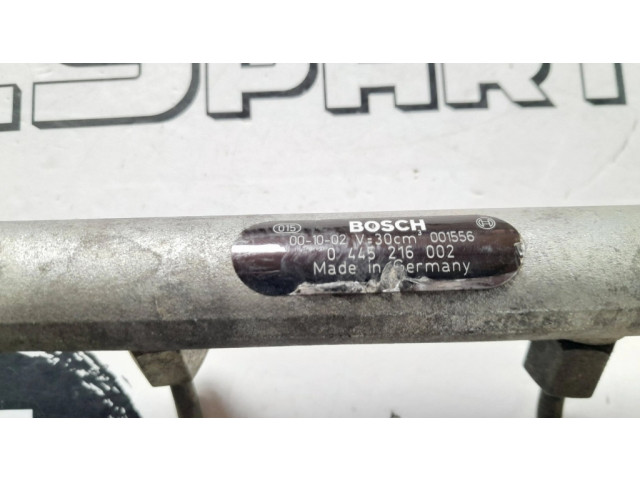 SPART
015 BOSCH
00-10-02 V=30cm³ 001556
0 445 216 002
Made in Germany